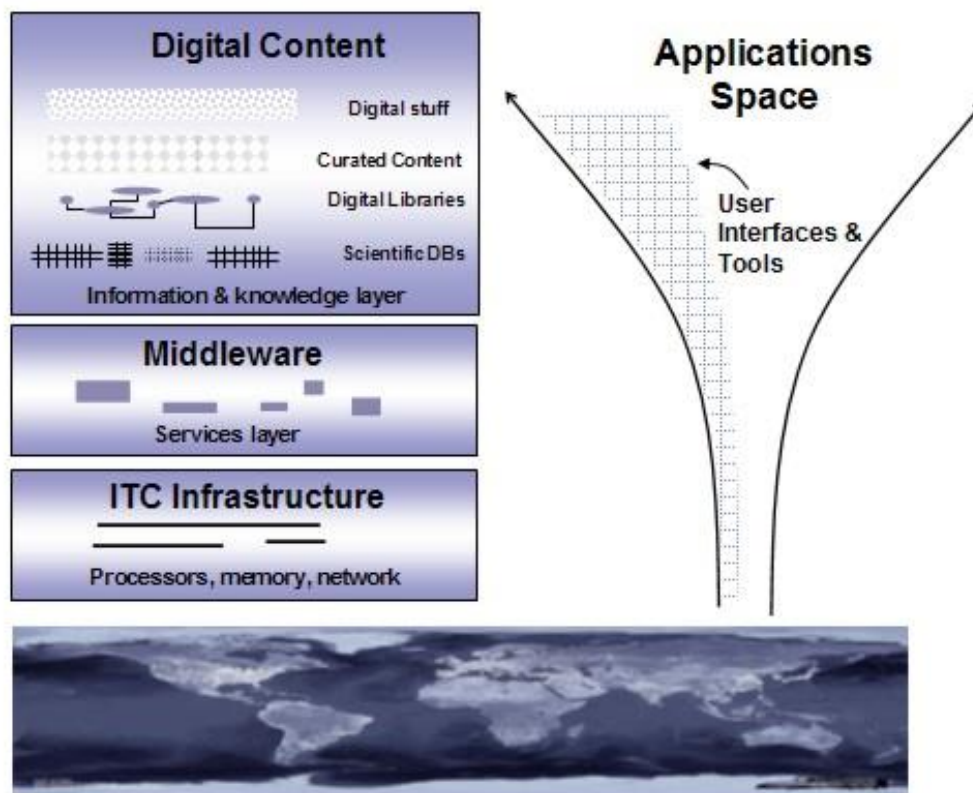 Digital Content
Digital stuff
Curated Content
Digital Libraries
Scientific DBs
Information & knowledge layer
Middleware
Services layer
ITC Infrastructure
Processors, memory, network
Applications
Space
User
Interfaces &
Tools